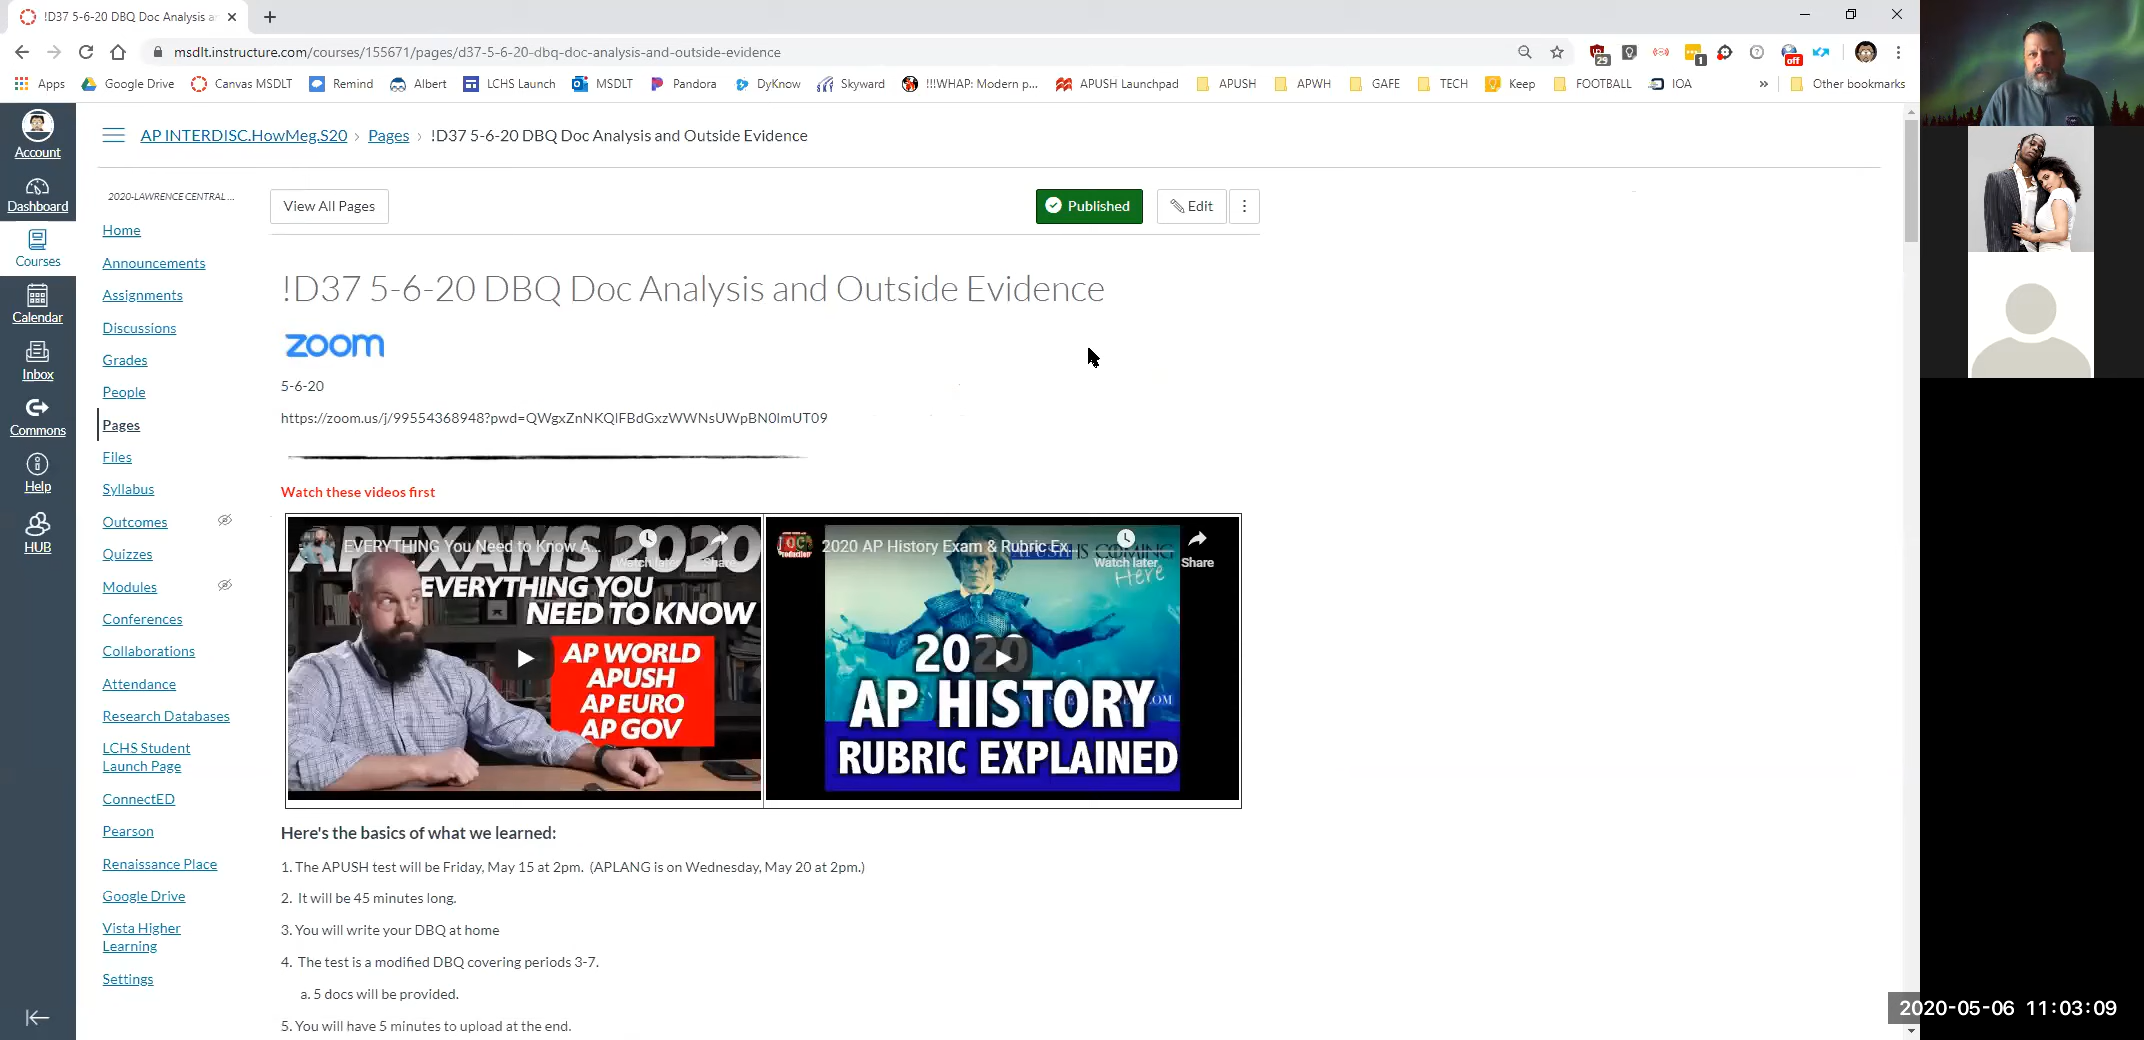 !D37 5-6-20 DBQ Doc Analysis an
msdlt.instructure.com/courses/155671/pages/d37-5-6-20-dbq-doc-analysis-and-outside-evidence
29
1
off
Apps Google Drive Canvas MSDLT Remind Albert LCHS Launch MSDLT Pandora DyKnow Skyward !!!WHAP: Modern p... APUSH Launchpad APUSH APWH GAFE TECH Keep FOOTBALL IOA » Other bookmarks
Account
Dashboard
Courses
Calendar
Inbox
Commons
Help
HUB
AP INTERDISC.HowMeg.S20 › Pages › !D37 5-6-20 DBQ Doc Analysis and Outside Evidence
2020-LAWRENCE CENTRAL ...
Home
Announcements
Assignments
Discussions
Grades
People
Pages
Files
Syllabus
Outcomes
Quizzes
Modules
Conferences
Collaborations
Attendance
Research Databases
LCHS Student
Launch Page
ConnectED
Pearson
Renaissance Place
Google Drive
Vista Higher
Learning
Settings
View All Pages
Published
Edit
!D37 5-6-20 DBQ Doc Analysis and Outside Evidence
zoom
5-6-20
https://zoom.us/j/99554368948?pwd=QWgxZnNKQlFBdGxzWWNsUWpBN0lmUT09
Watch these videos first
AP EXAMS 2020
EVERYTHING You Need to Know A...
Watch later
Share
EVERYTHING YOU
NEED TO KNOW
AP WORLD
APUSH
AP EURO
AP GOV
2020 AP History Exam & Rubric Ex...
APUSH IS COMING
Here
Watch later
Share
2020
AP HISTORY
RUBRIC EXPLAINED
Here's the basics of what we learned:
1. The APUSH test will be Friday, May 15 at 2pm. (APLANG is on Wednesday, May 20 at 2pm.)
2. It will be 45 minutes long.
3. You will write your DBQ at home
4. The test is a modified DBQ covering periods 3-7.
a. 5 docs will be provided.
5. You will have 5 minutes to upload at the end.
2020-05-06 11:03:09